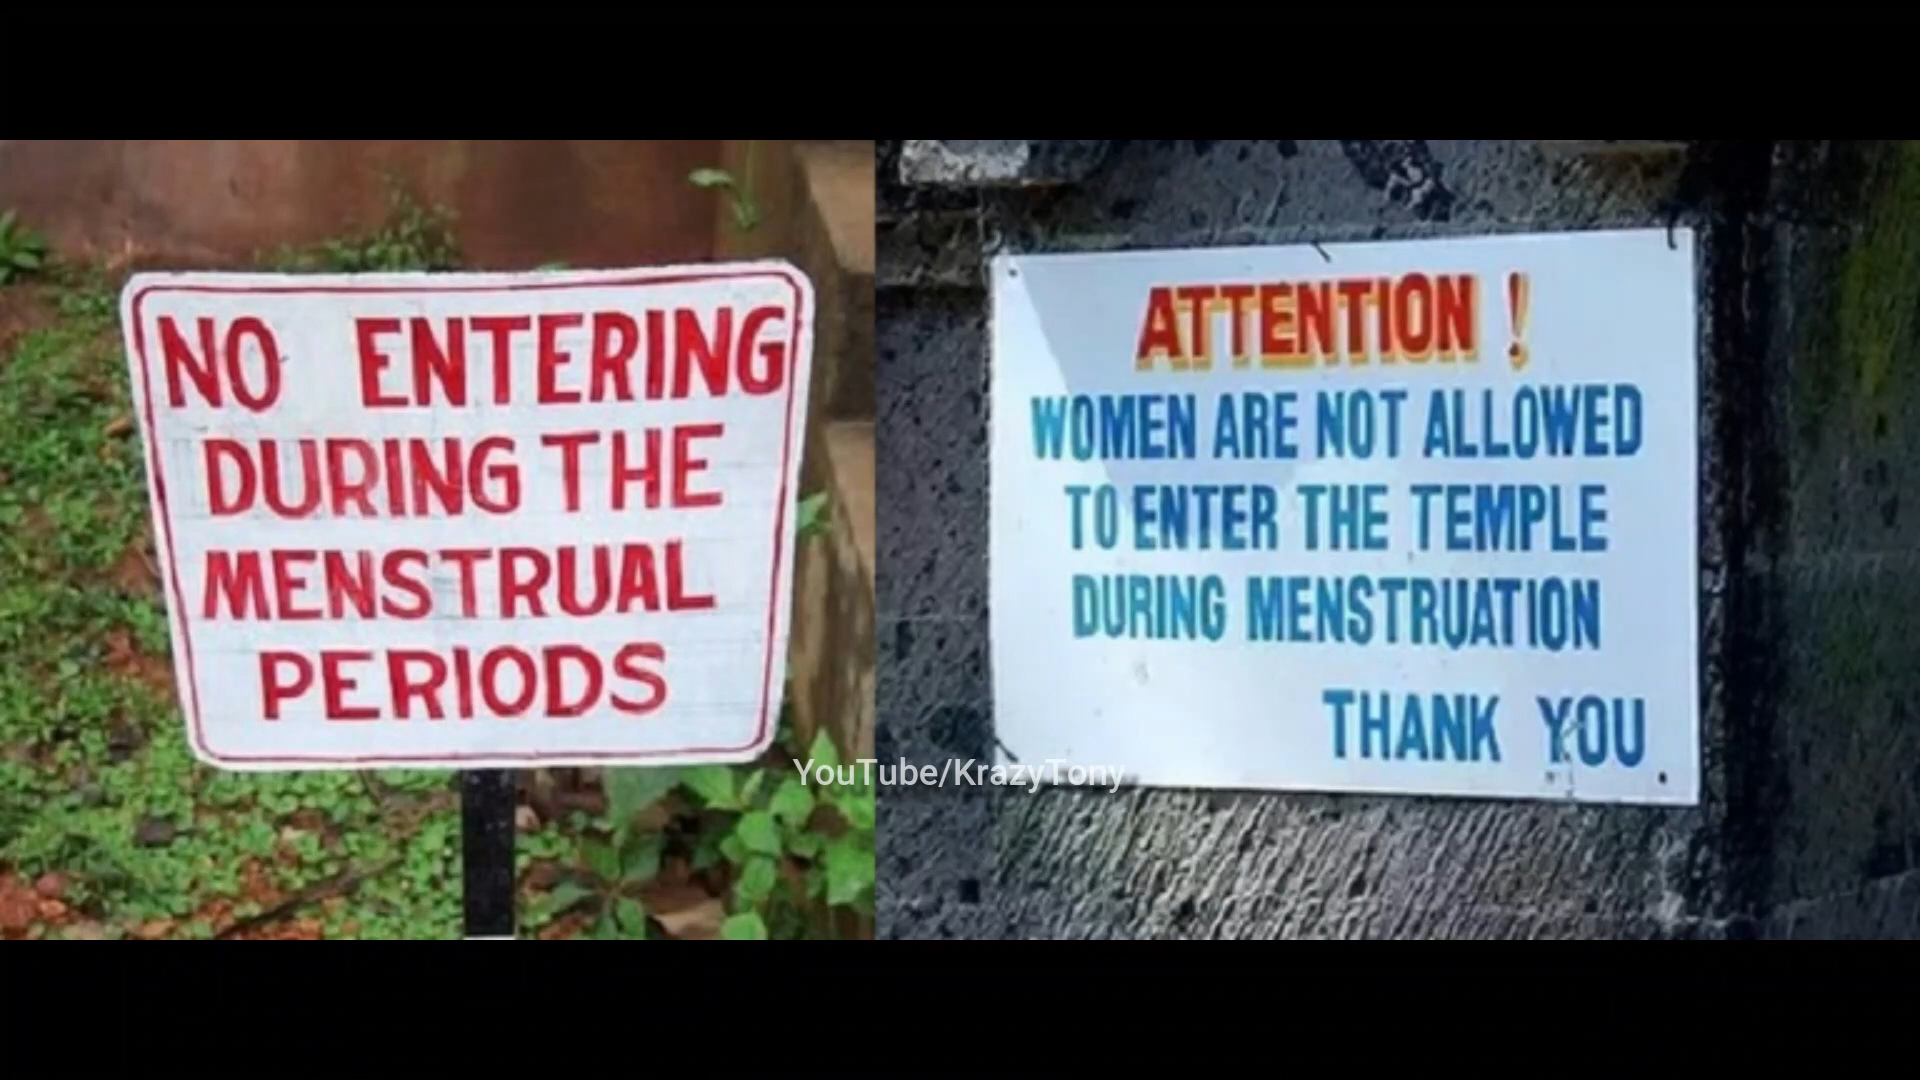 NO ENTERING
DURING THE
MENSTRUAL
PERIODS
ATTENTION !
WOMEN ARE NOT ALLOWED
TO ENTER THE TEMPLE
DURING MENSTRUATION
THANK YOU
YouTube/KrazyTony